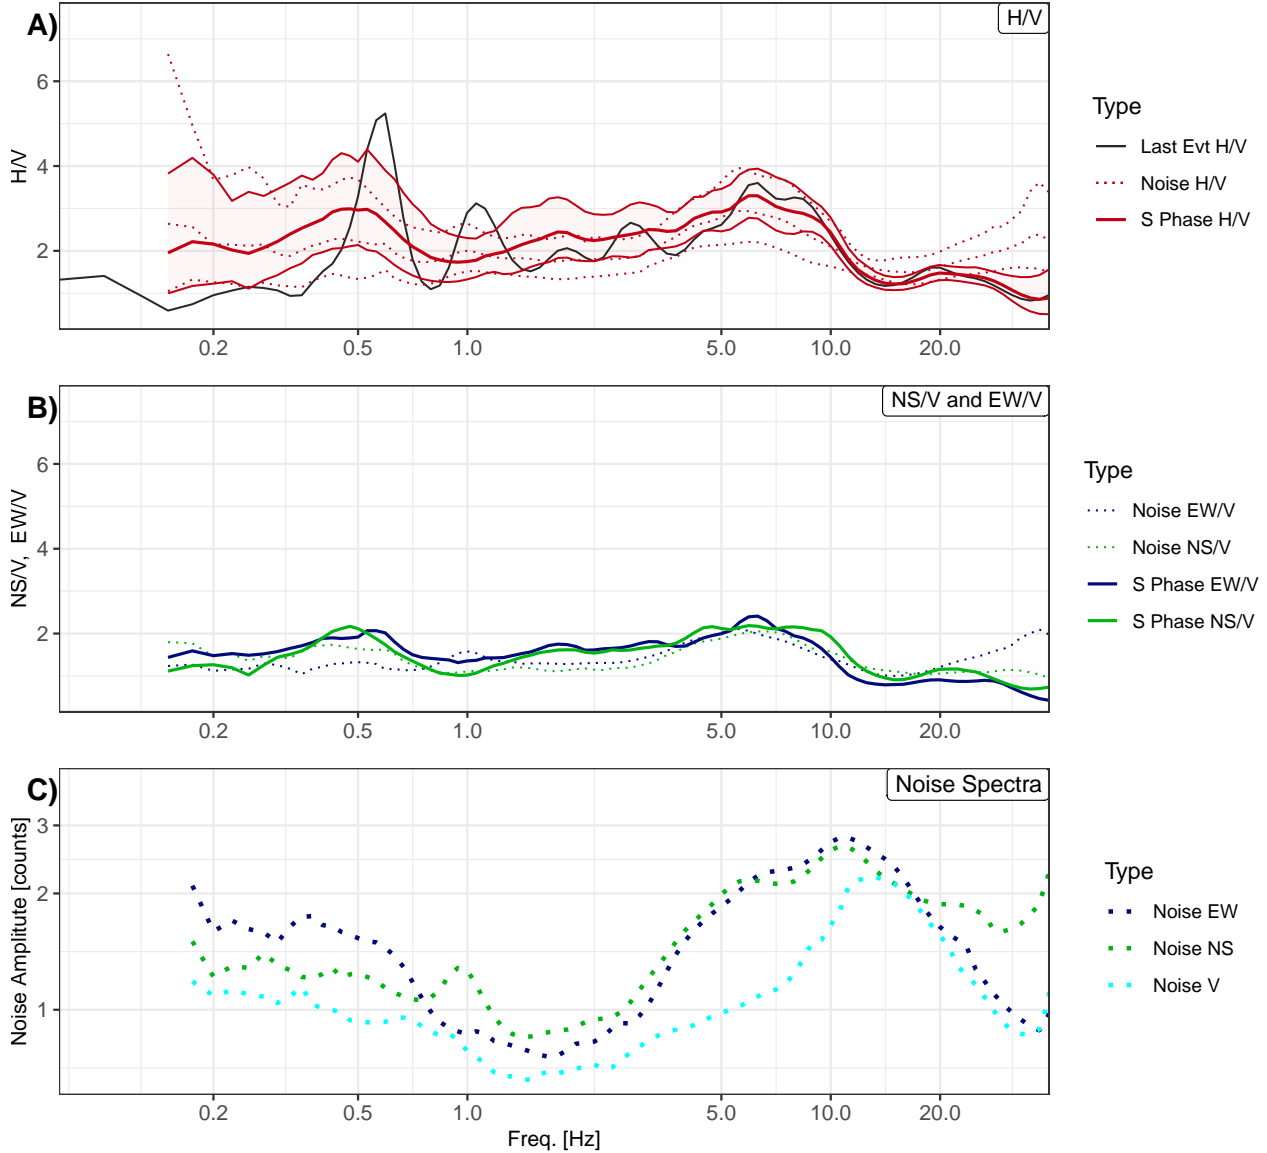 A)
H/V
H/V
6
4
2
0.2 0.5 1.0 5.0 10.0 20.0
Type
Last Evt H/V
Noise H/V
S Phase H/V
B)
NS/V and EW/V
NS/V, EW/V
6
4
2
0.2 0.5 1.0 5.0 10.0 20.0
Type
Noise EW/V
Noise NS/V
S Phase EW/V
S Phase NS/V
C)
Noise Spectra
Noise Amplitude [counts]
3
2
1
0.2 0.5 1.0 5.0 10.0 20.0
Freq. [Hz]
Type
Noise EW
Noise NS
Noise V